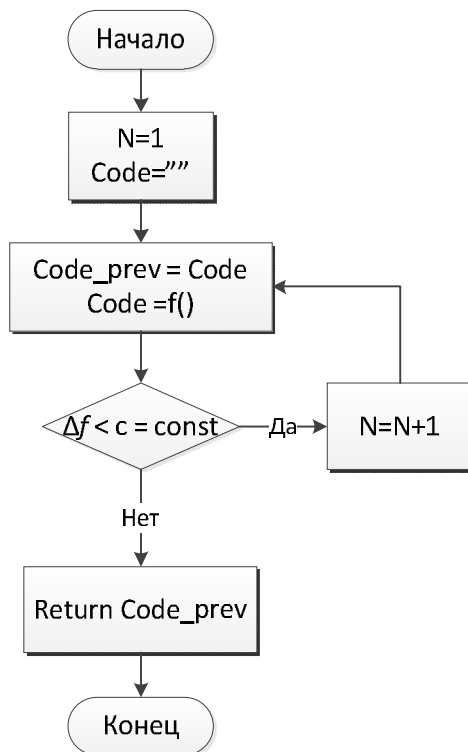 Начало
N=1
Code=””
Code_prev = Code
Code =f()
Δf < c = const
Да
N=N+1
Нет
Return Code_prev
Конец